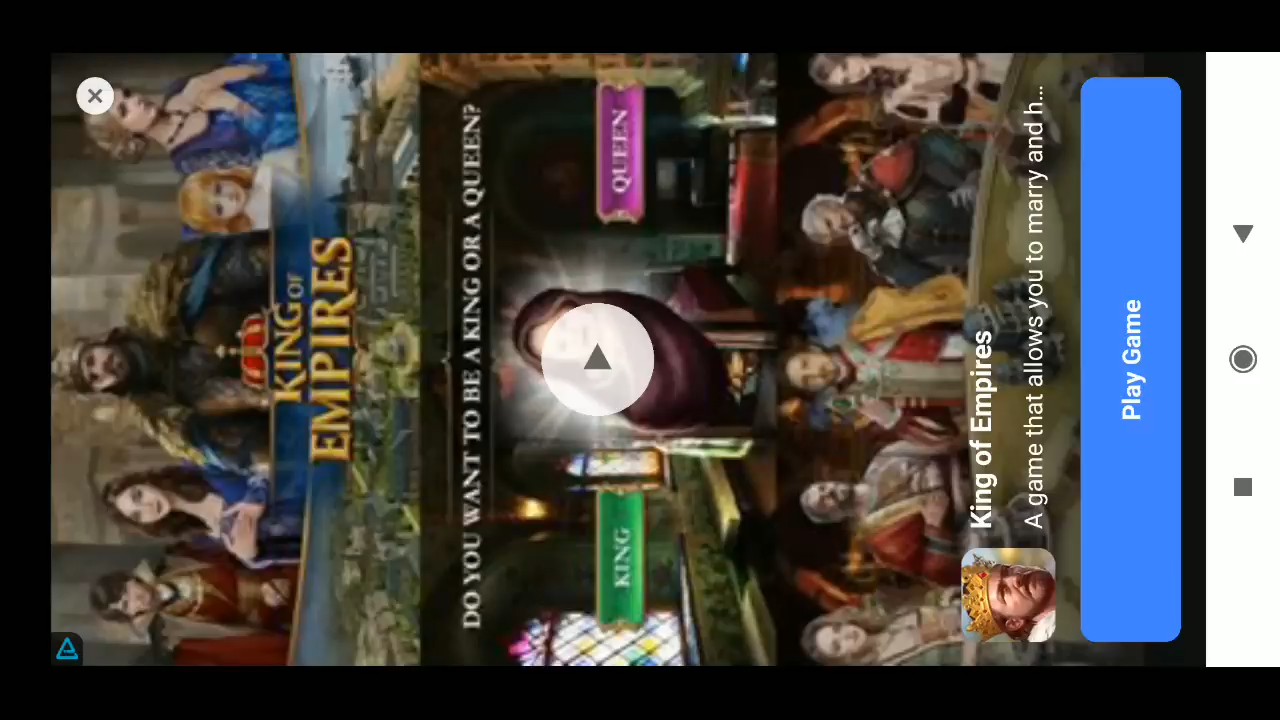 KING OF
EMPIRES
DO YOU WANT TO BE A KING OR A QUEEN?
KING
QUEEN
King of Empires
A game that allows you to marry and h...
Play Game